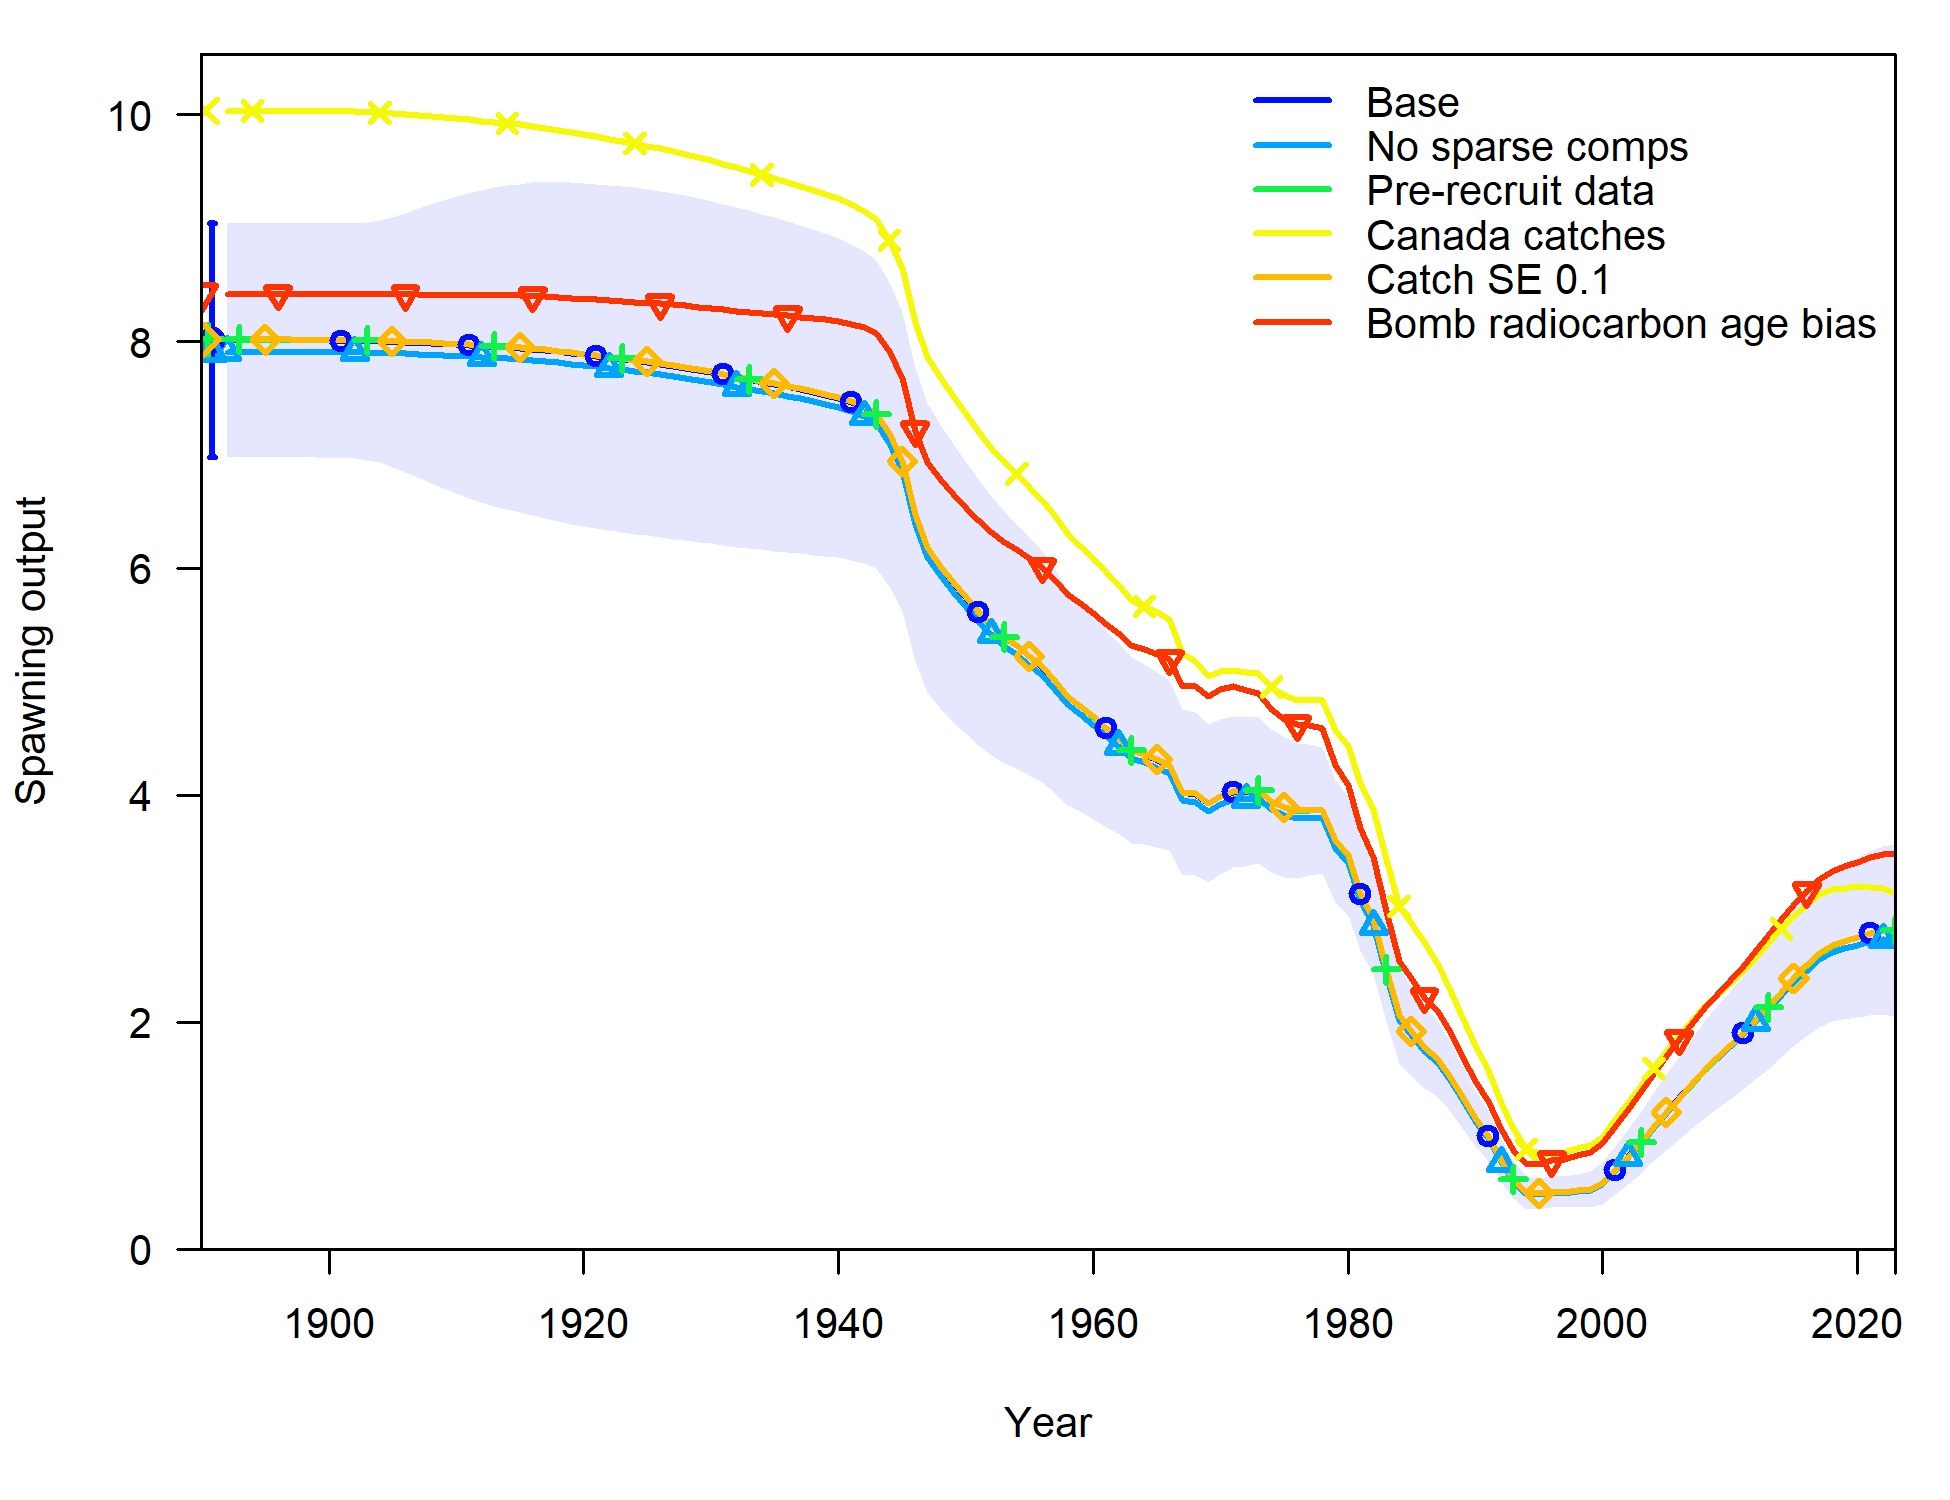 Base
No sparse comps
Pre-recruit data
Canada catches
Catch SE 0.1
Bomb radiocarbon age bias
Spawning output
10
8
6
4
2
0
1900 1920 1940 1960 1980 2000 2020
Year